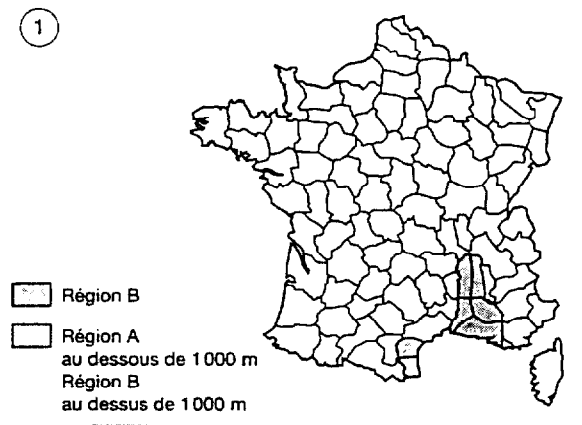 1
Région B
Région A
au dessous de 1000 m
Région B
au dessus de 1000 m